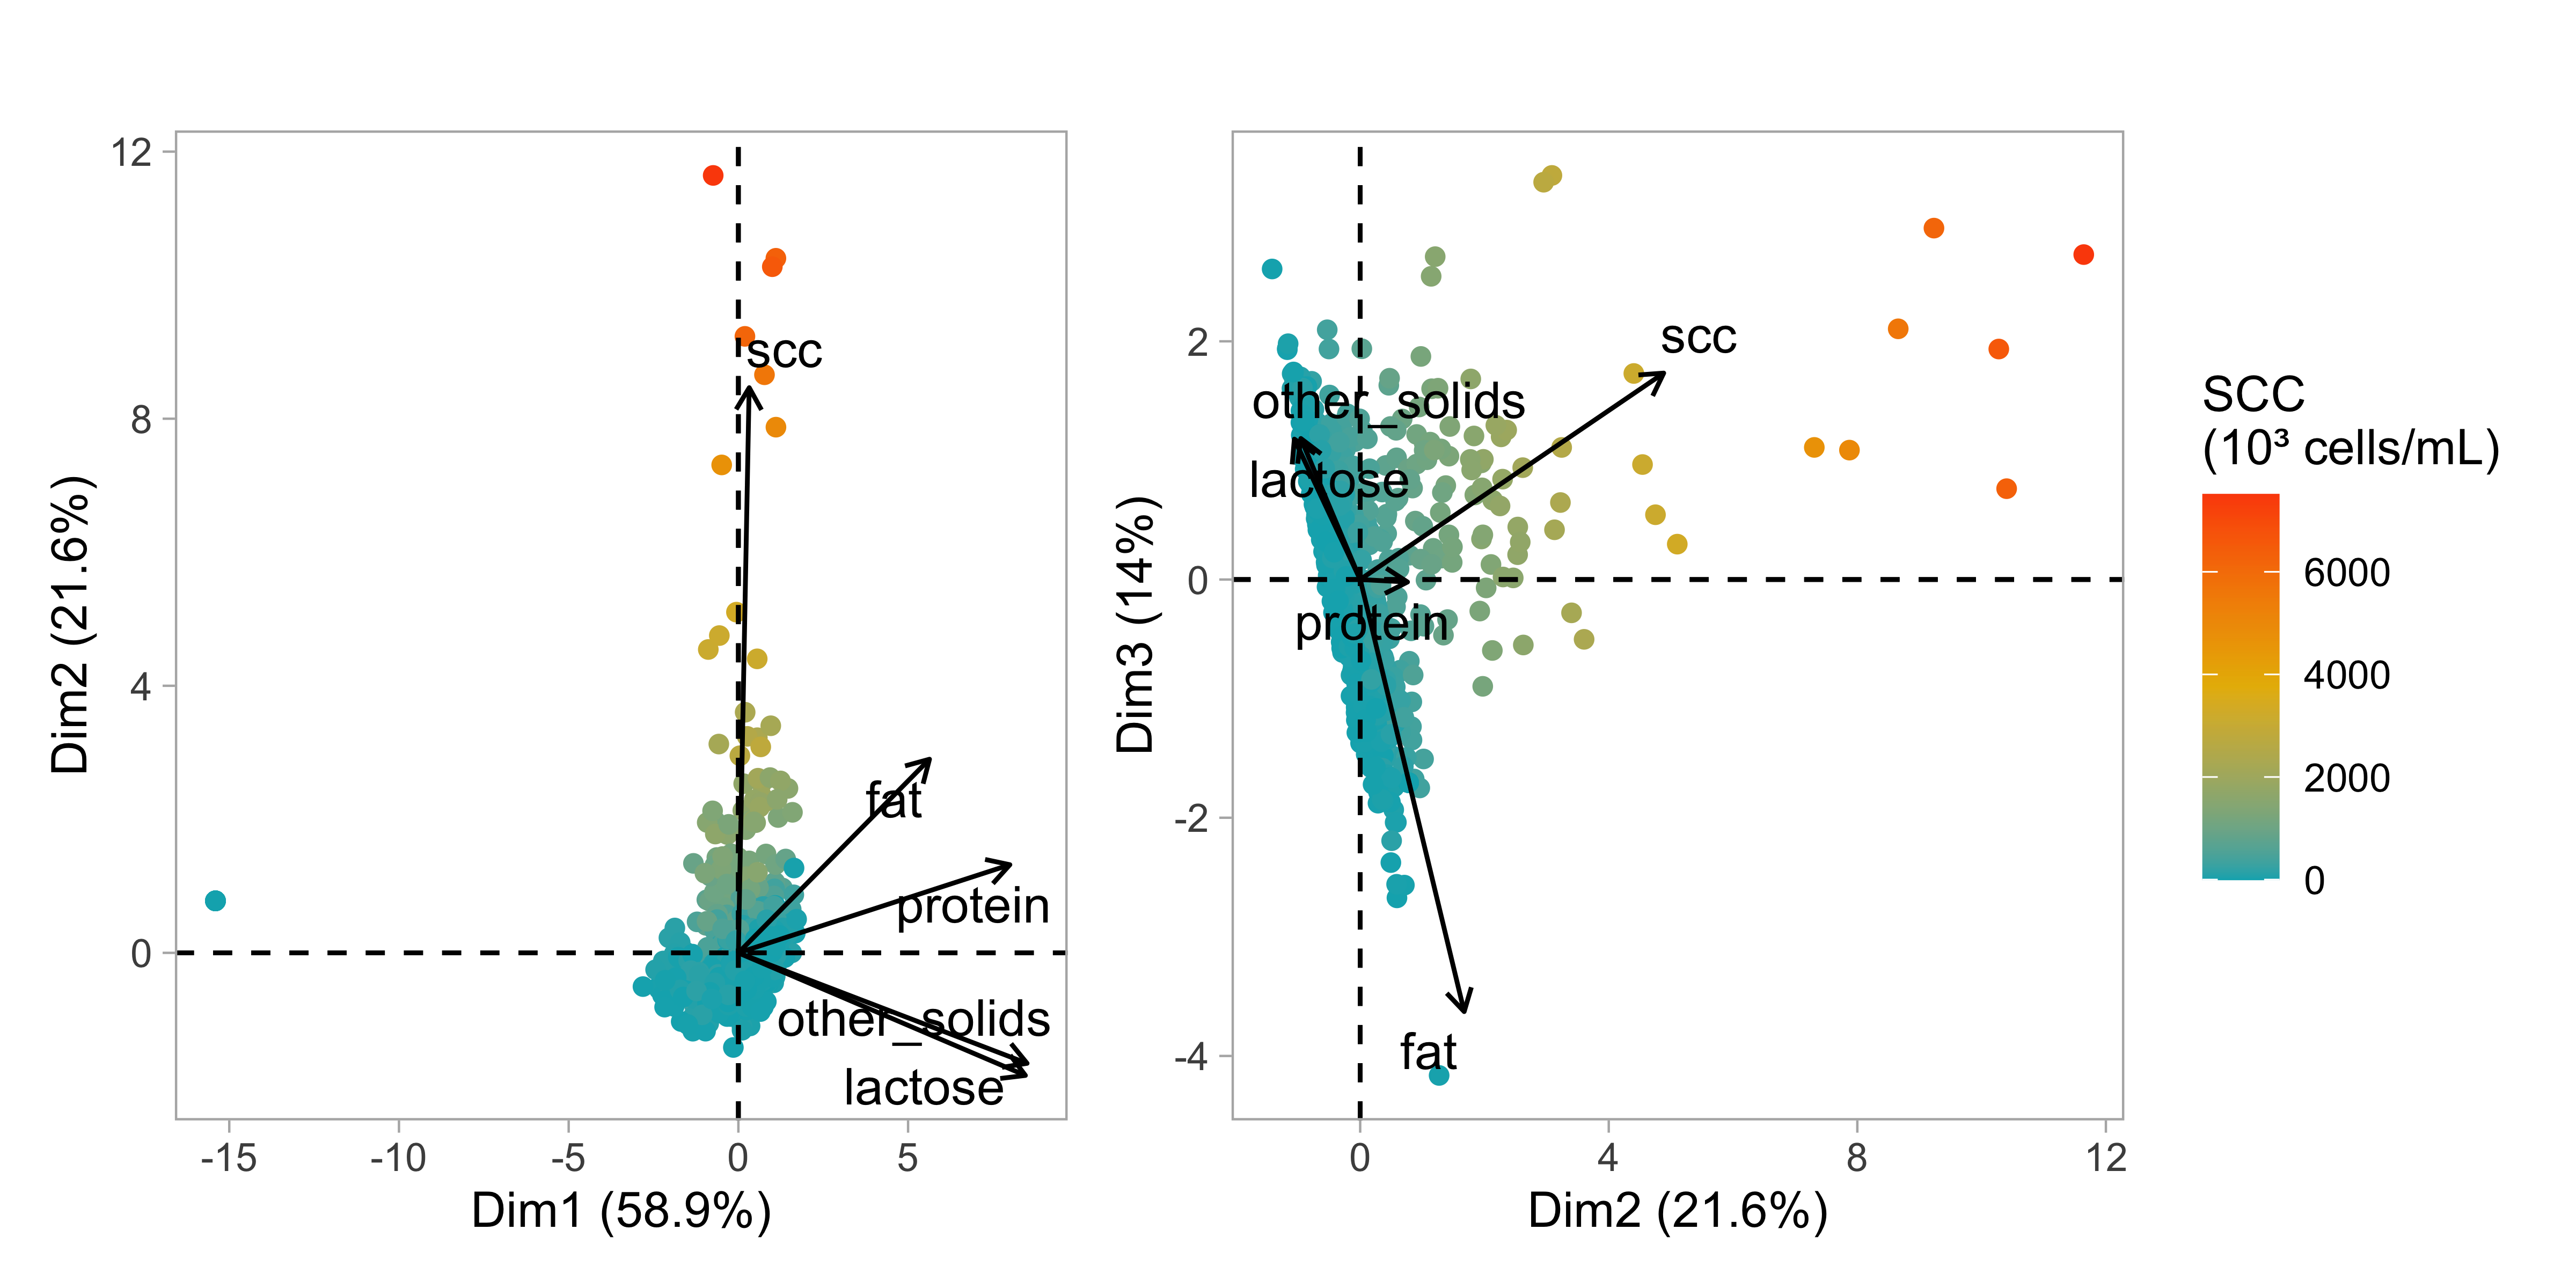 12
8
4
0
-15
-10
-5
0
5
Dim2 (21.6%)
Dim1 (58.9%)
scc
fat
protein
other_solids
lactose
2
0
-2
-4
0
4
8
12
Dim3 (14%)
Dim2 (21.6%)
scc
other_solids
lactose
protein
fat
SCC
(10³ cells/mL)
6000
4000
2000
0